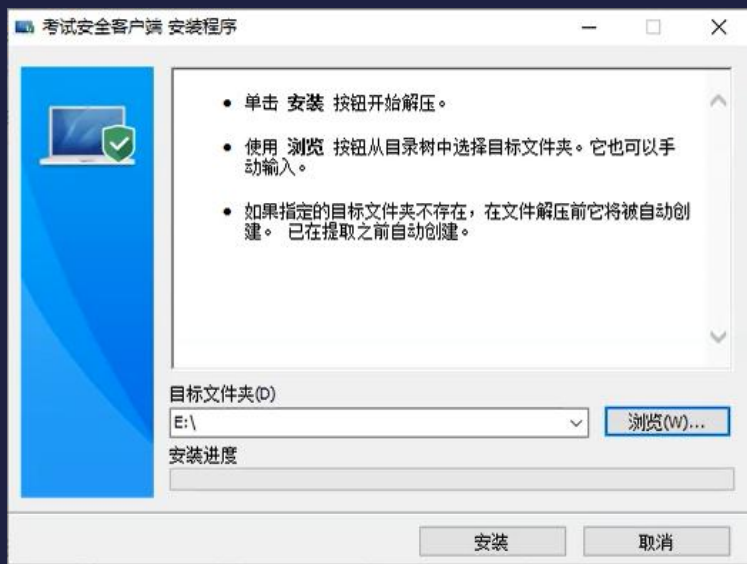 考试安全客户端 安装程序
• 单击 安装 按钮开始解压。
• 使用 浏览 按钮从目录树中选择目标文件夹。它也可以手
动输入。
• 如果指定的目标文件夹不存在，在文件解压前它将被自动创
建。 已在提取之前自动创建。
目标文件夹(D)
E:\
浏览(W)...
安装进度
安装
取消